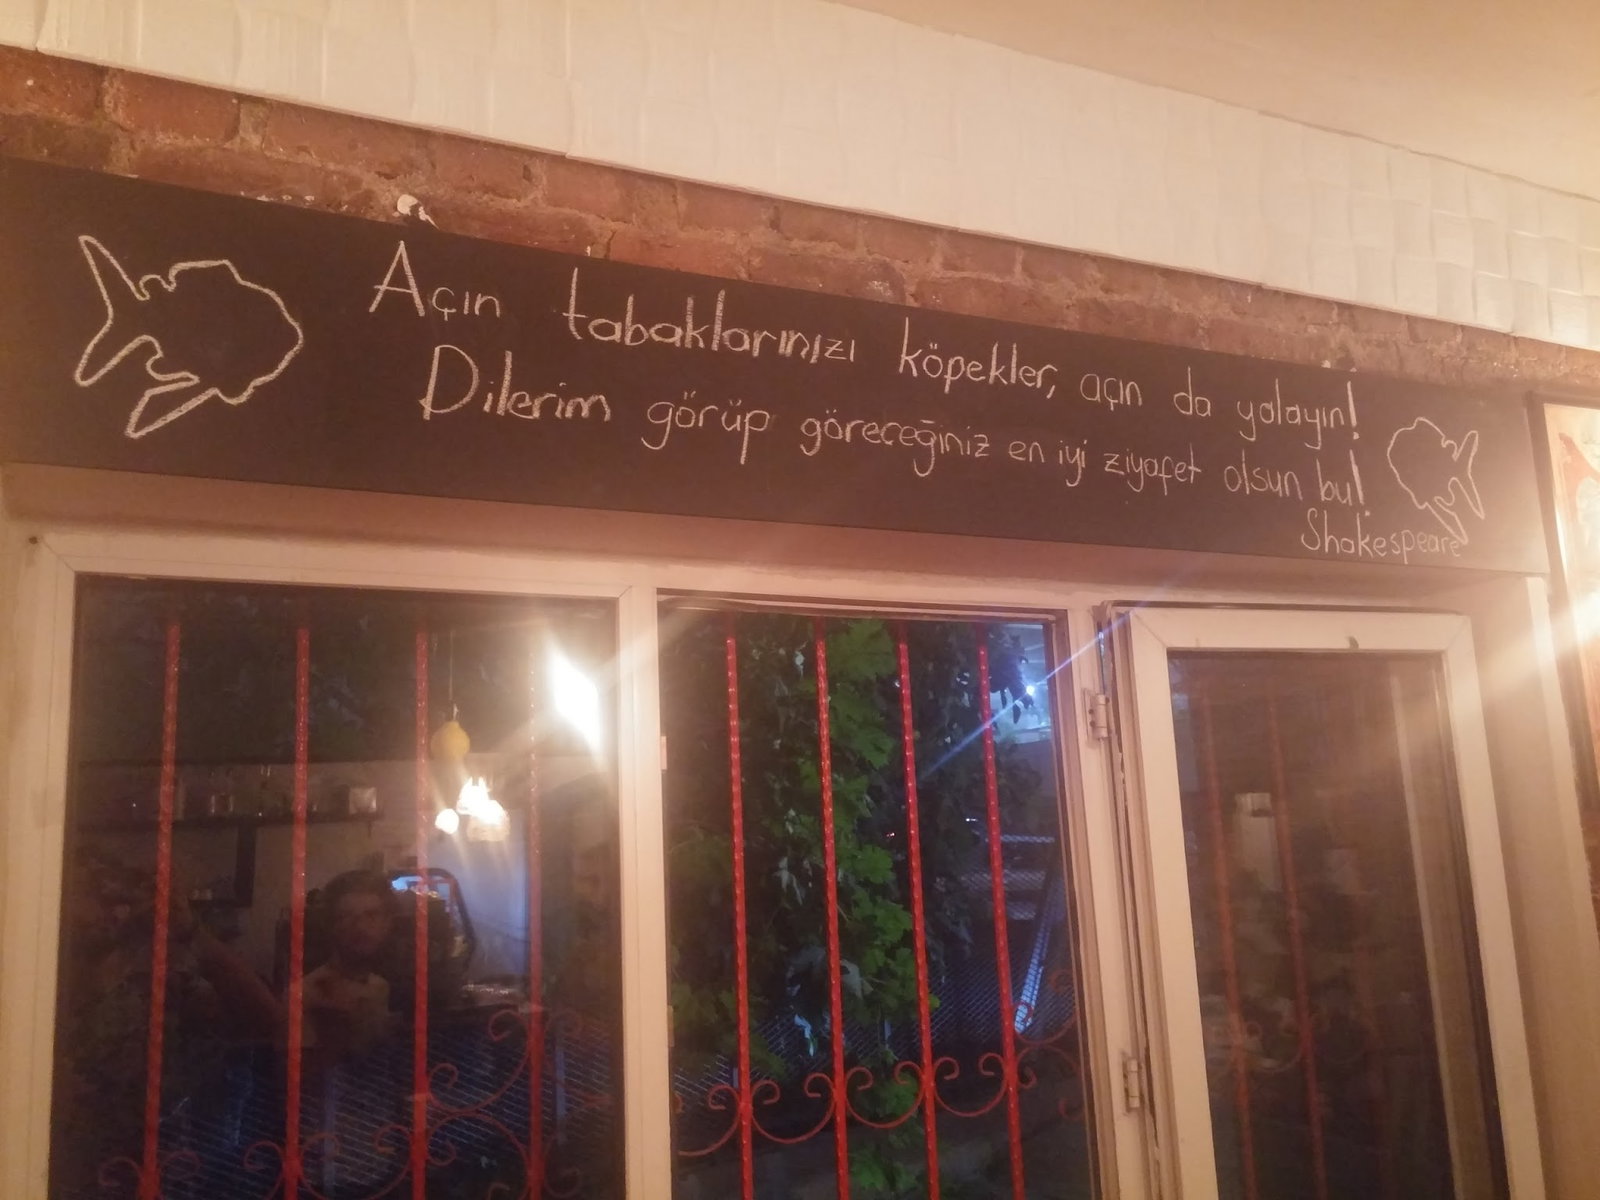 Açın tabaklarınızı köpekler, açın da yalayın!
Dilerim görüp göreceğiniz en iyi ziyafet olsun bu!
Shakespeare